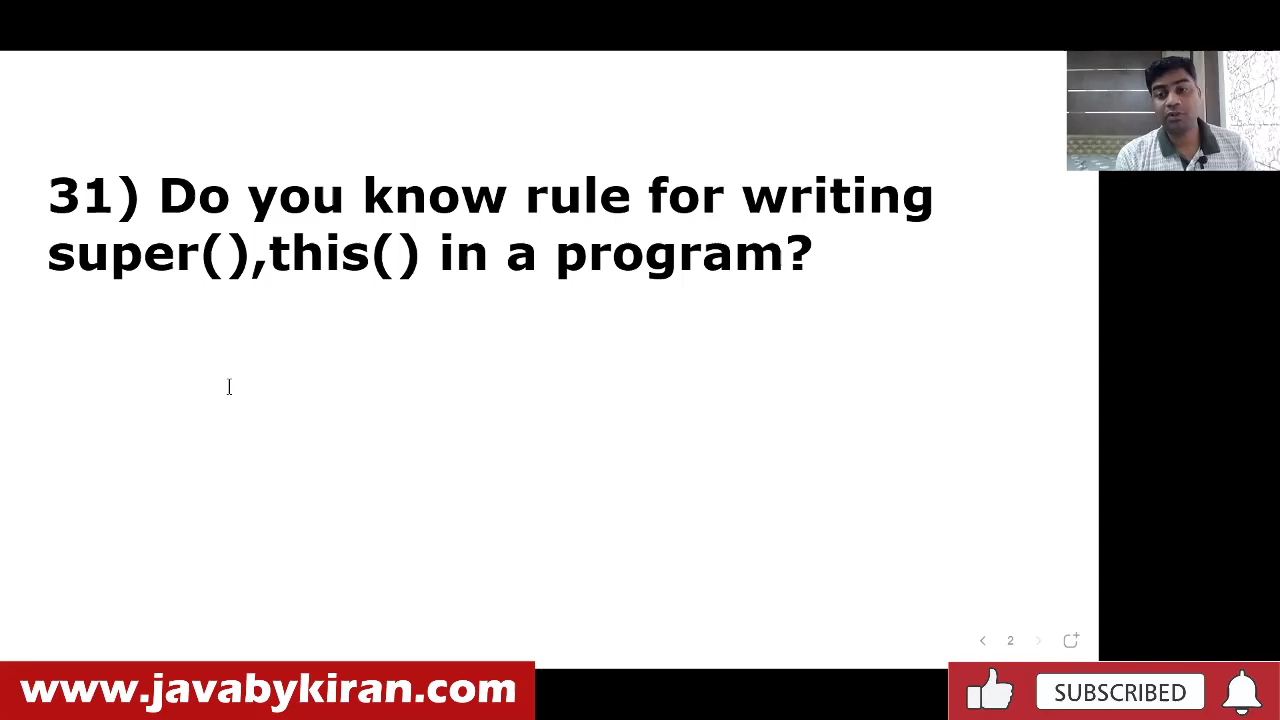 31) Do you know rule for writing
super(),this() in a program?
2
www.javabykiran.com
SUBSCRIBED